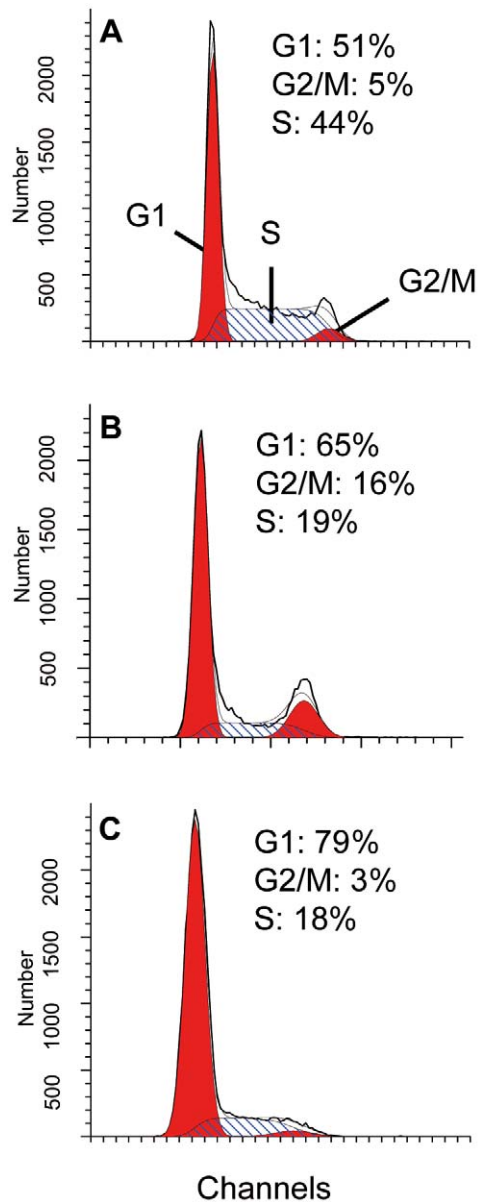 A
G1: 51%
G2/M: 5%
S: 44%
Number
2000
1500
1000
500
G1
S
G2/M
B
G1: 65%
G2/M: 16%
S: 19%
Number
2000
1500
1000
500
C
G1: 79%
G2/M: 3%
S: 18%
Number
2000
1500
1000
500
Channels